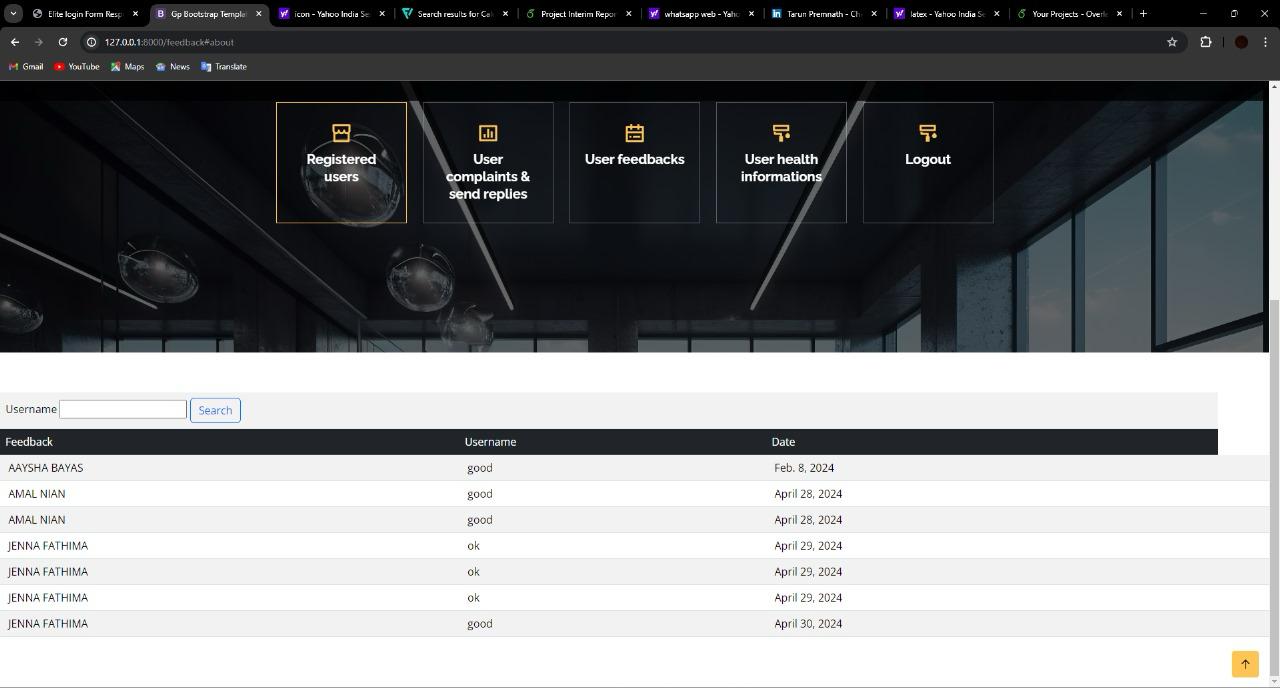 Elite login Form Resp
Gp Bootstrap Templa
icon - Yahoo India Se
Search results for Cal
Project Interim Repor
whatsapp web - Yaho
Tarun Premnath - Ch
latex - Yahoo India Se
Your Projects - Overl
127.0.0.1:8000/feedback#about
Gmail
YouTube
Maps
News
Translate
Registered
users
User
complaints &
send replies
User feedbacks
User health
informations
Logout
Username
Search
Feedback Username Date
AAYSHA BAYAS good Feb. 8, 2024
AMAL NIAN good April 28, 2024
AMAL NIAN good April 28, 2024
JENNA FATHIMA ok April 29, 2024
JENNA FATHIMA ok April 29, 2024
JENNA FATHIMA ok April 29, 2024
JENNA FATHIMA good April 30, 2024